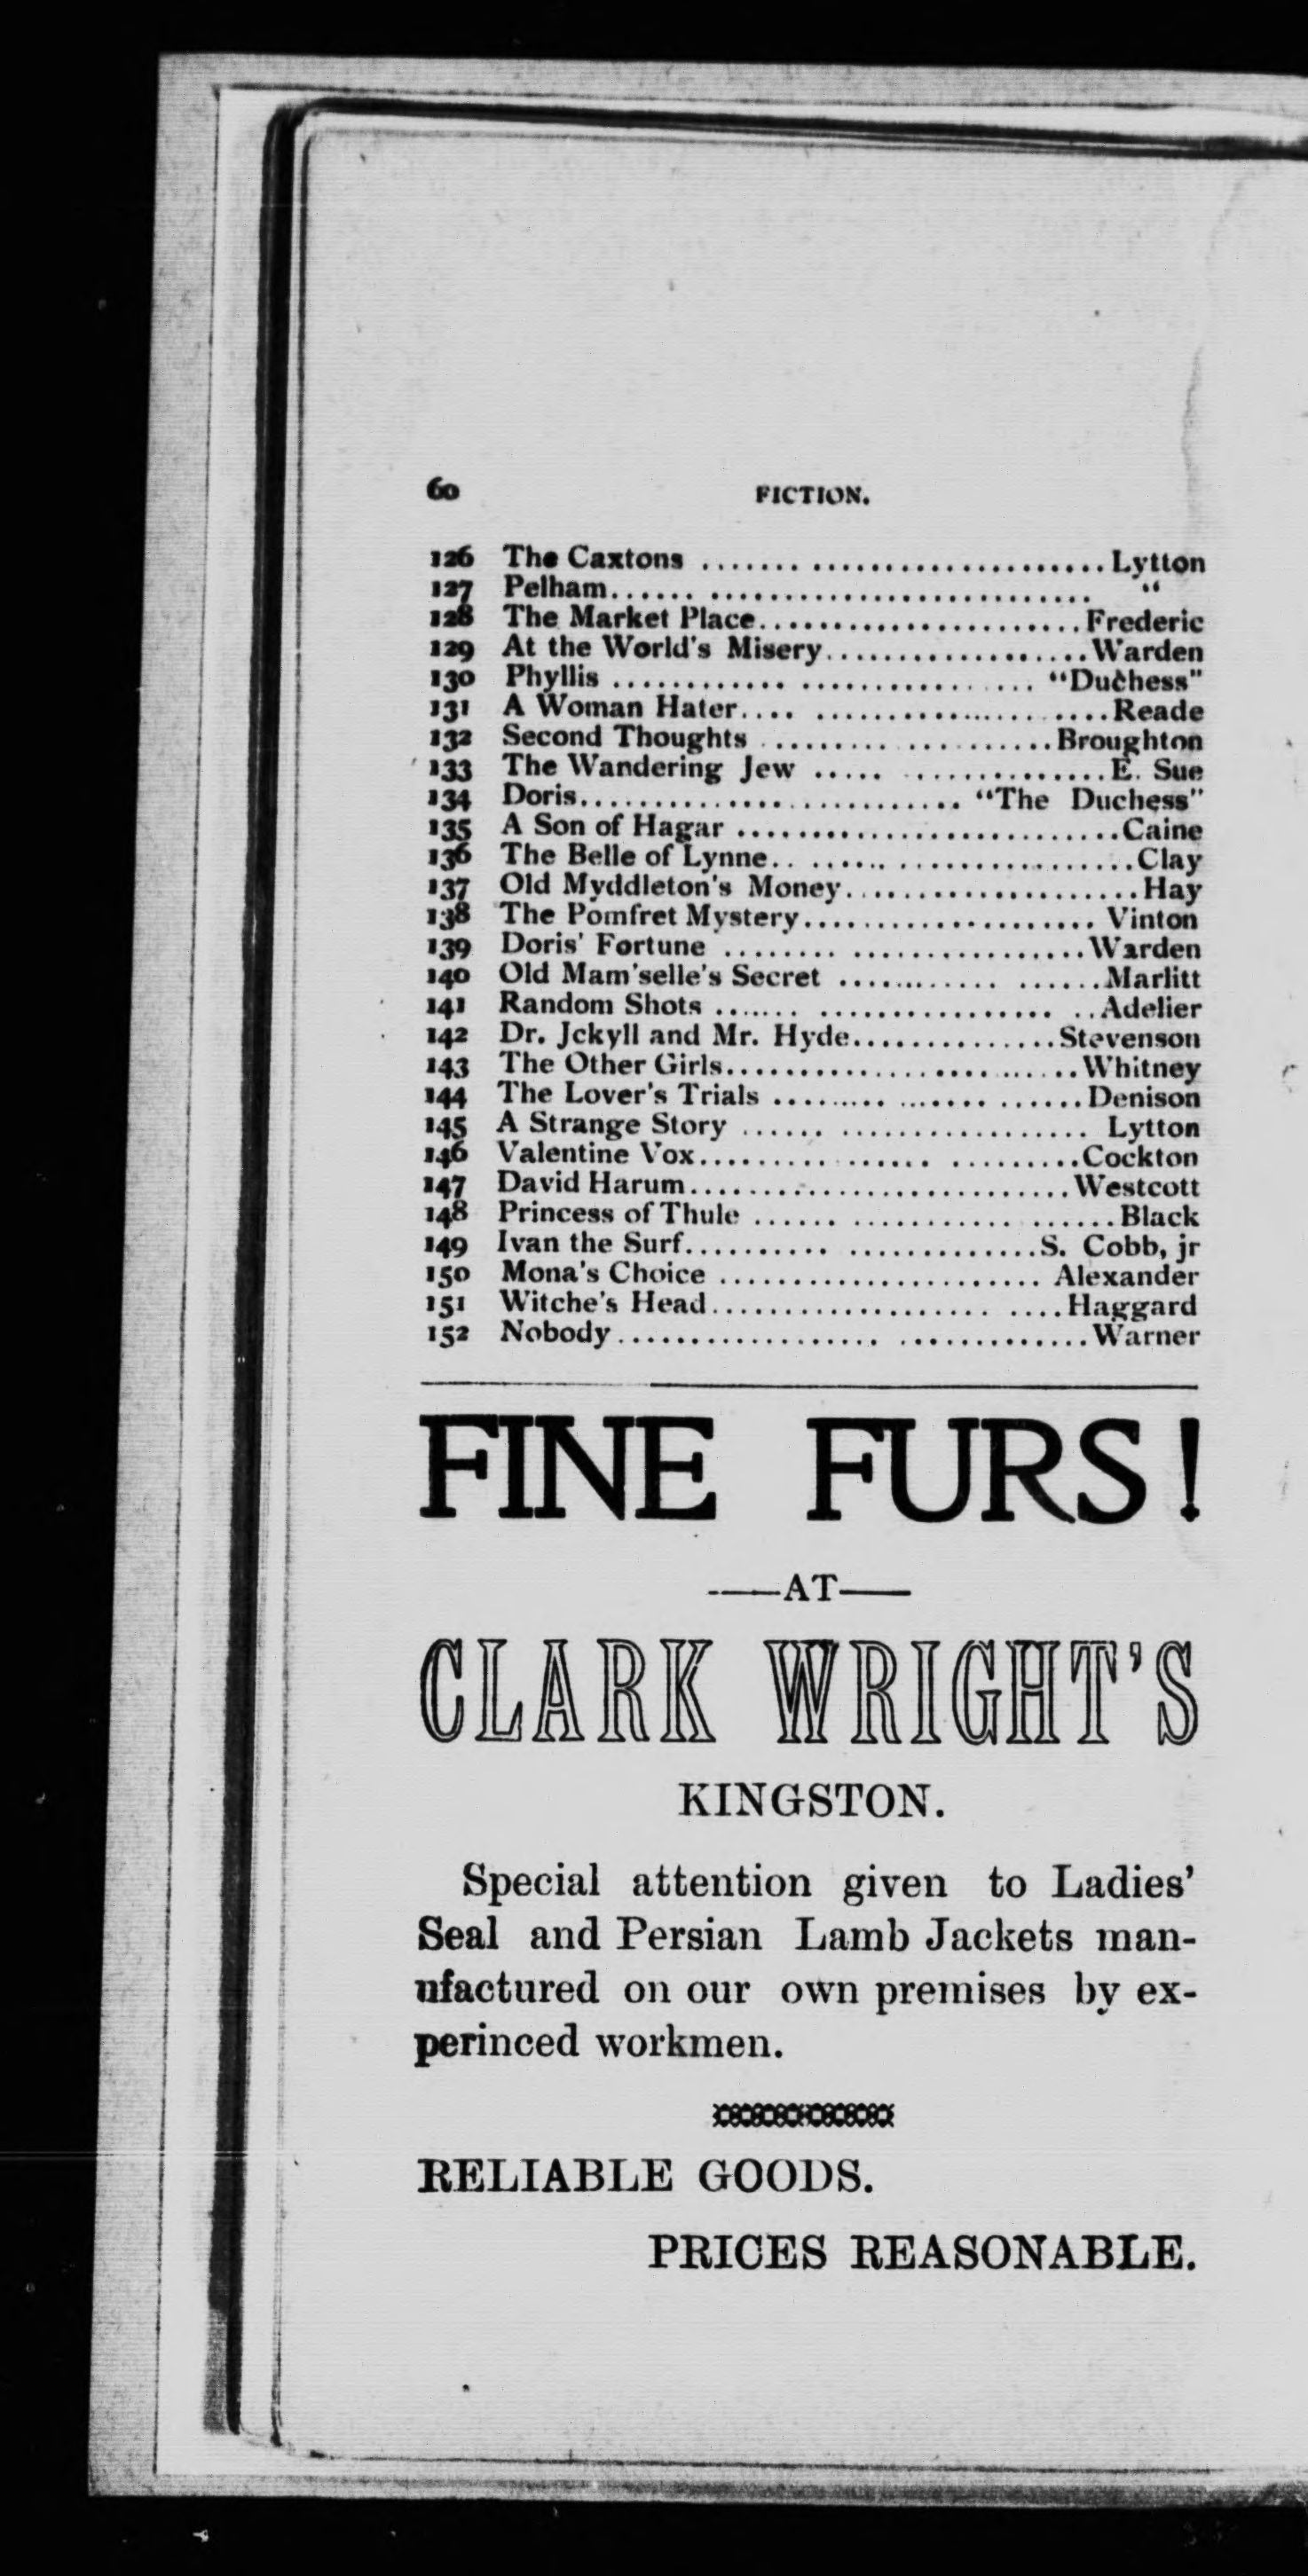 60 FICTION.
126 The Caxtons .................................. Lytton
127 Pelham...................................... "
128 The Market Place.......................Frederic
129 At the World's Misery...................Warden
130 Phyllis ............................... "Duchess"
131 A Woman Hater.... ......................Reade
132 Second Thoughts .......................Broughton
133 The Wandering Jew ..... ...............E. Sue
134 Doris............................. "The Duchess"
135 A Son of Hagar ...........................Caine
136 The Belle of Lynne.. ......................Clay
137 Old Myddleton's Money.....................Hay
138 The Pomfret Mystery..................... Vinton
139 Doris' Fortune ........ .................Warden
140 Old Mam'selle's Secret ............. ......Marlitt
141 Random Shots ....... ................. ..Adelier
142 Dr. Jckyll and Mr. Hyde..............Stevenson
143 The Other Girls.........................Whitney
144 The Lover's Trials ......... ....... ......Denison
145 A Strange Story ...... ................. Lytton
146 Valentine Vox.......... ...... .........Cockton
147 David Harum...........................Westcott
148 Princess of Thule ...... ........... ......Black
149 Ivan the Surf.......... .............S. Cobb, jr
150 Mona's Choice ....................... Alexander
151 Witche's Head.................... ....Haggard
152 Nobody................... .............Warner
FINE FURS!
——AT——
CLARK WRIGHT'S
KINGSTON.
Special attention given to Ladies'
Seal and Persian Lamb Jackets man-
ufactured on our own premises by ex-
perinced workmen.
RELIABLE GOODS.
PRICES REASONABLE.